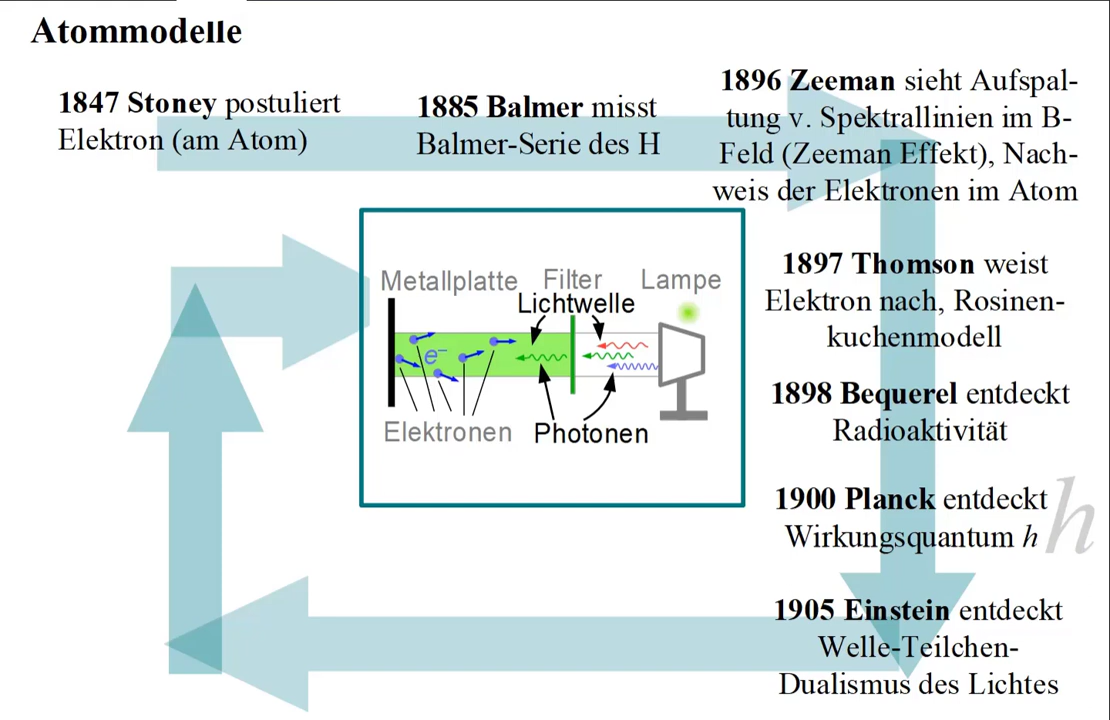 Atommodelle
1847 Stoney postuliert
Elektron (am Atom)
1885 Balmer misst
Balmer-Serie des H
1896 Zeeman sieht Aufspal-
tung v. Spektrallinien im B-
Feld (Zeeman Effekt), Nach-
weis der Elektronen im Atom
Metallplatte Filter Lampe
Lichtwelle
e⁻
Elektronen Photonen
1897 Thomson weist
Elektron nach, Rosinen-
kuchenmodell
1898 Bequerel entdeckt
Radioaktivität
1900 Planck entdeckt
Wirkungsquantum h
h
1905 Einstein entdeckt
Welle-Teilchen-
Dualismus des Lichtes